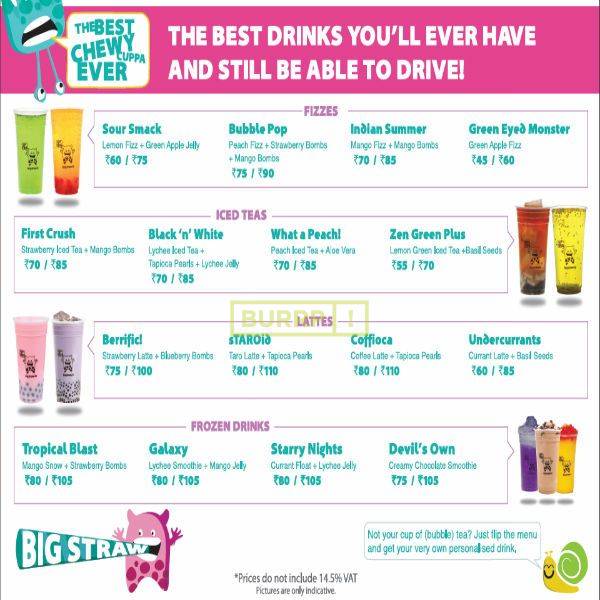 THE BEST
CHEWY
CUPPA
EVER
THE BEST DRINKS YOU'LL EVER HAVE
AND STILL BE ABLE TO DRIVE!
FIZZES
Sour Smack
Lemon Fizz + Green Apple Jelly
₹60 / ₹75
Bubble Pop
Peach Fizz + Strawberry Bombs
+ Mango Bombs
₹75 / ₹90
Indian Summer
Mango Fizz + Mango Bombs
₹70 / ₹85
Green Eyed Monster
Green Apple Fizz
₹45 / ₹60
ICED TEAS
First Crush
Strawberry Iced Tea + Mango Bombs
₹70 / ₹85
Black 'n' White
Lychee Iced Tea +
Tapioca Pearls + Lychee Jelly
₹70 / ₹85
What a Peach!
Peach Iced Tea + Aloe Vera
₹70 / ₹85
Zen Green Plus
Lemon Green Iced Tea +Basil Seeds
₹55 / ₹70
LATTES
Berrific!
Strawberry Latte + Blueberry Bombs
₹75 / ₹100
sTAROid
Taro Latte + Tapioca Pearls
₹80 / ₹110
Coffioca
Coffee Latte + Tapioca Pearls
₹80 / ₹110
Undercurrants
Currant Latte + Basil Seeds
₹60 / ₹85
FROZEN DRINKS
Tropical Blast
Mango Snow + Strawberry Bombs
₹80 / ₹105
Galaxy
Lychee Smoothie + Mango Jelly
₹80 / ₹105
Starry Nights
Currant Float + Lychee Jelly
₹80 / ₹105
Devil's Own
Creamy Chocolate Smoothie
₹75 / ₹105
BIG STRAW
Not your cup of (bubble) tea? Just flip the menu
and get your very own personalised drink.
*Prices do not include 14.5% VAT
Pictures are only indicative.